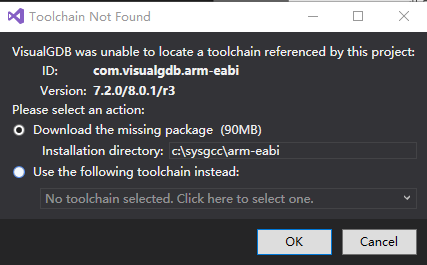 Toolchain Not Found
VisualGDB was unable to locate a toolchain referenced by this project:
ID: com.visualgdb.arm-eabi
Version: 7.2.0/8.0.1/r3
Please select an action:
Download the missing package (90MB)
Installation directory: c:\sysgcc\arm-eabi
Use the following toolchain instead:
No toolchain selected. Click here to select one.
OK Cancel